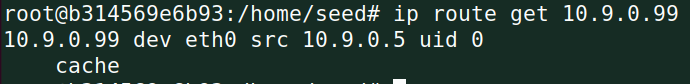 root@b314569e6b93:/home/seed# ip route get 10.9.0.99
10.9.0.99 dev eth0 src 10.9.0.5 uid 0
cache